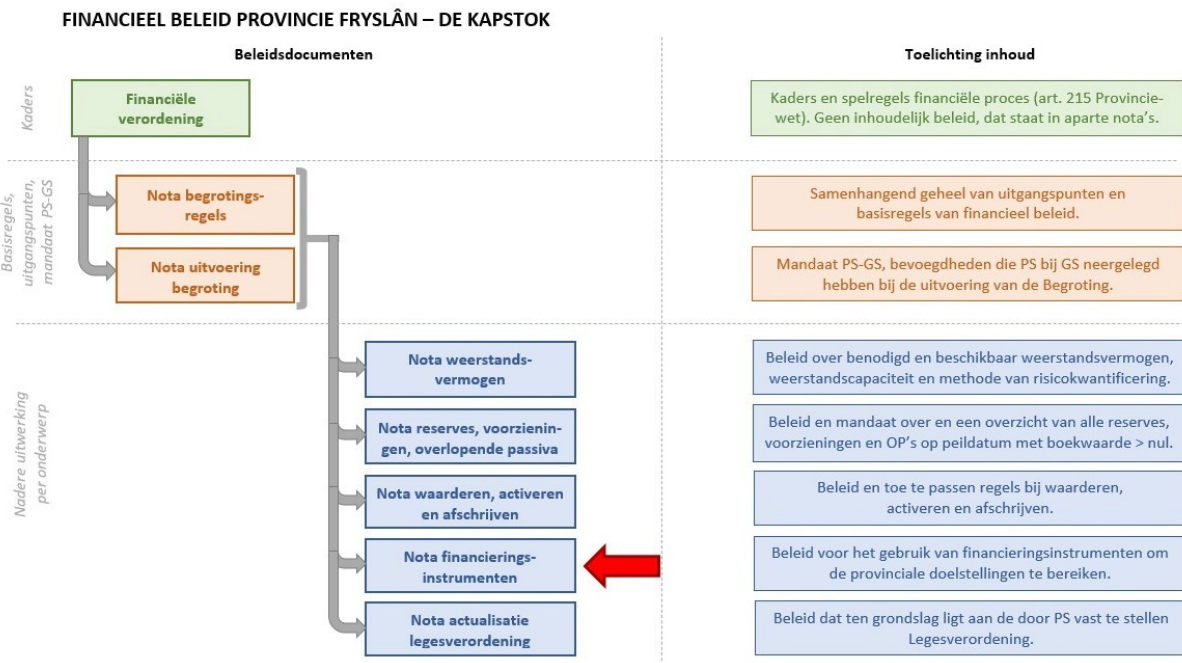 FINANCIEEL BELEID PROVINCIE FRYSLÂN – DE KAPSTOK
Beleidsdocumenten
Toelichting inhoud
Kaders
Financiële
verordening
Kaders en spelregels financiële proces (art. 215 Provincie-
wet). Geen inhoudelijk beleid, dat staat in aparte nota's.
Basisregels,
uitgangspunten,
mandaat PS-GS
Nota begrotings-
regels
Samenhangend geheel van uitgangspunten en
basisregels van financieel beleid.
Nota uitvoering
begroting
Mandaat PS-GS, bevoegdheden die PS bij GS neergelegd
hebben bij de uitvoering van de Begroting.
Nadere uitwerking
per onderwerp
Nota weerstands-
vermogen
Beleid over benodigd en beschikbaar weerstandsvermogen,
weerstandscapaciteit en methode van risicokwantificering.
Nota reserves, voorzienin-
gen, overlopende passiva
Beleid en mandaat over en een overzicht van alle reserves,
voorzieningen en OP's op peildatum met boekwaarde > nul.
Nota waarderen, activeren
en afschrijven
Beleid en toe te passen regels bij waarderen,
activeren en afschrijven.
Nota financierings-
instrumenten
Beleid voor het gebruik van financieringsinstrumenten om
de provinciale doelstellingen te bereiken.
Nota actualisatie
legesverordening
Beleid dat ten grondslag ligt aan de door PS vast te stellen
Legesverordening.